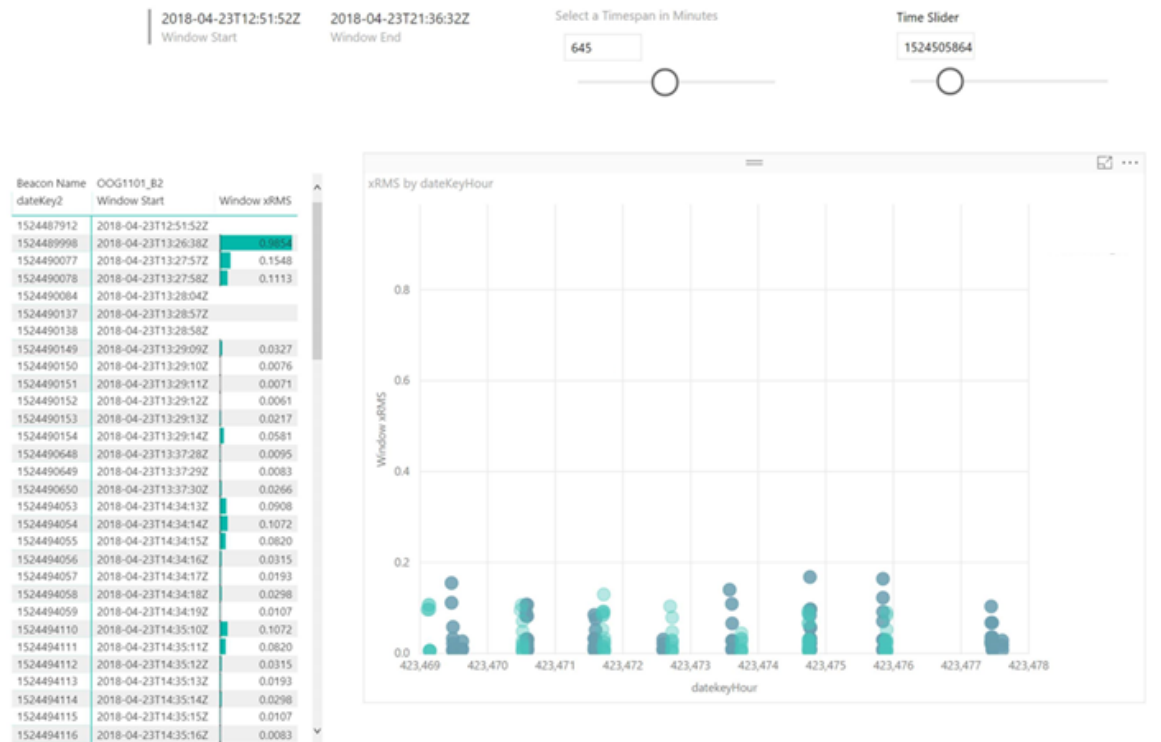 2018-04-23T12:51:52Z 2018-04-23T21:36:32Z Select a Timespan in Minutes Time Slider
Window Start Window End
645 1524505864
Beacon Name OOG1101_B2
dateKey2 Window Start Window xRMS
1524487912 2018-04-23T12:51:52Z
1524489998 2018-04-23T13:26:38Z 0.9854
1524490077 2018-04-23T13:27:57Z 0.1548
1524490078 2018-04-23T13:27:58Z 0.1113
1524490084 2018-04-23T13:28:04Z
1524490137 2018-04-23T13:28:57Z
1524490138 2018-04-23T13:28:58Z
1524490149 2018-04-23T13:29:09Z 0.0327
1524490150 2018-04-23T13:29:10Z 0.0076
1524490151 2018-04-23T13:29:11Z 0.0071
1524490152 2018-04-23T13:29:12Z 0.0061
1524490153 2018-04-23T13:29:13Z 0.0217
1524490154 2018-04-23T13:29:14Z 0.0581
1524490648 2018-04-23T13:37:28Z 0.0095
1524490649 2018-04-23T13:37:29Z 0.0083
1524490650 2018-04-23T13:37:30Z 0.0266
1524494053 2018-04-23T14:34:13Z 0.0908
1524494054 2018-04-23T14:34:14Z 0.1072
1524494055 2018-04-23T14:34:15Z 0.0820
1524494056 2018-04-23T14:34:16Z 0.0315
1524494057 2018-04-23T14:34:17Z 0.0193
1524494058 2018-04-23T14:34:18Z 0.0298
1524494059 2018-04-23T14:34:19Z 0.0107
1524494110 2018-04-23T14:35:10Z 0.1072
1524494111 2018-04-23T14:35:11Z 0.0820
1524494112 2018-04-23T14:35:12Z 0.0315
1524494113 2018-04-23T14:35:13Z 0.0193
1524494114 2018-04-23T14:35:14Z 0.0298
1524494115 2018-04-23T14:35:15Z 0.0107
1524494116 2018-04-23T14:35:16Z 0.0083
xRMS by dateKeyHour
Window xRMS
0.8
0.6
0.4
0.2
0.0
423,469 423,470 423,471 423,472 423,473 423,474 423,475 423,476 423,477 423,478
datekeyHour